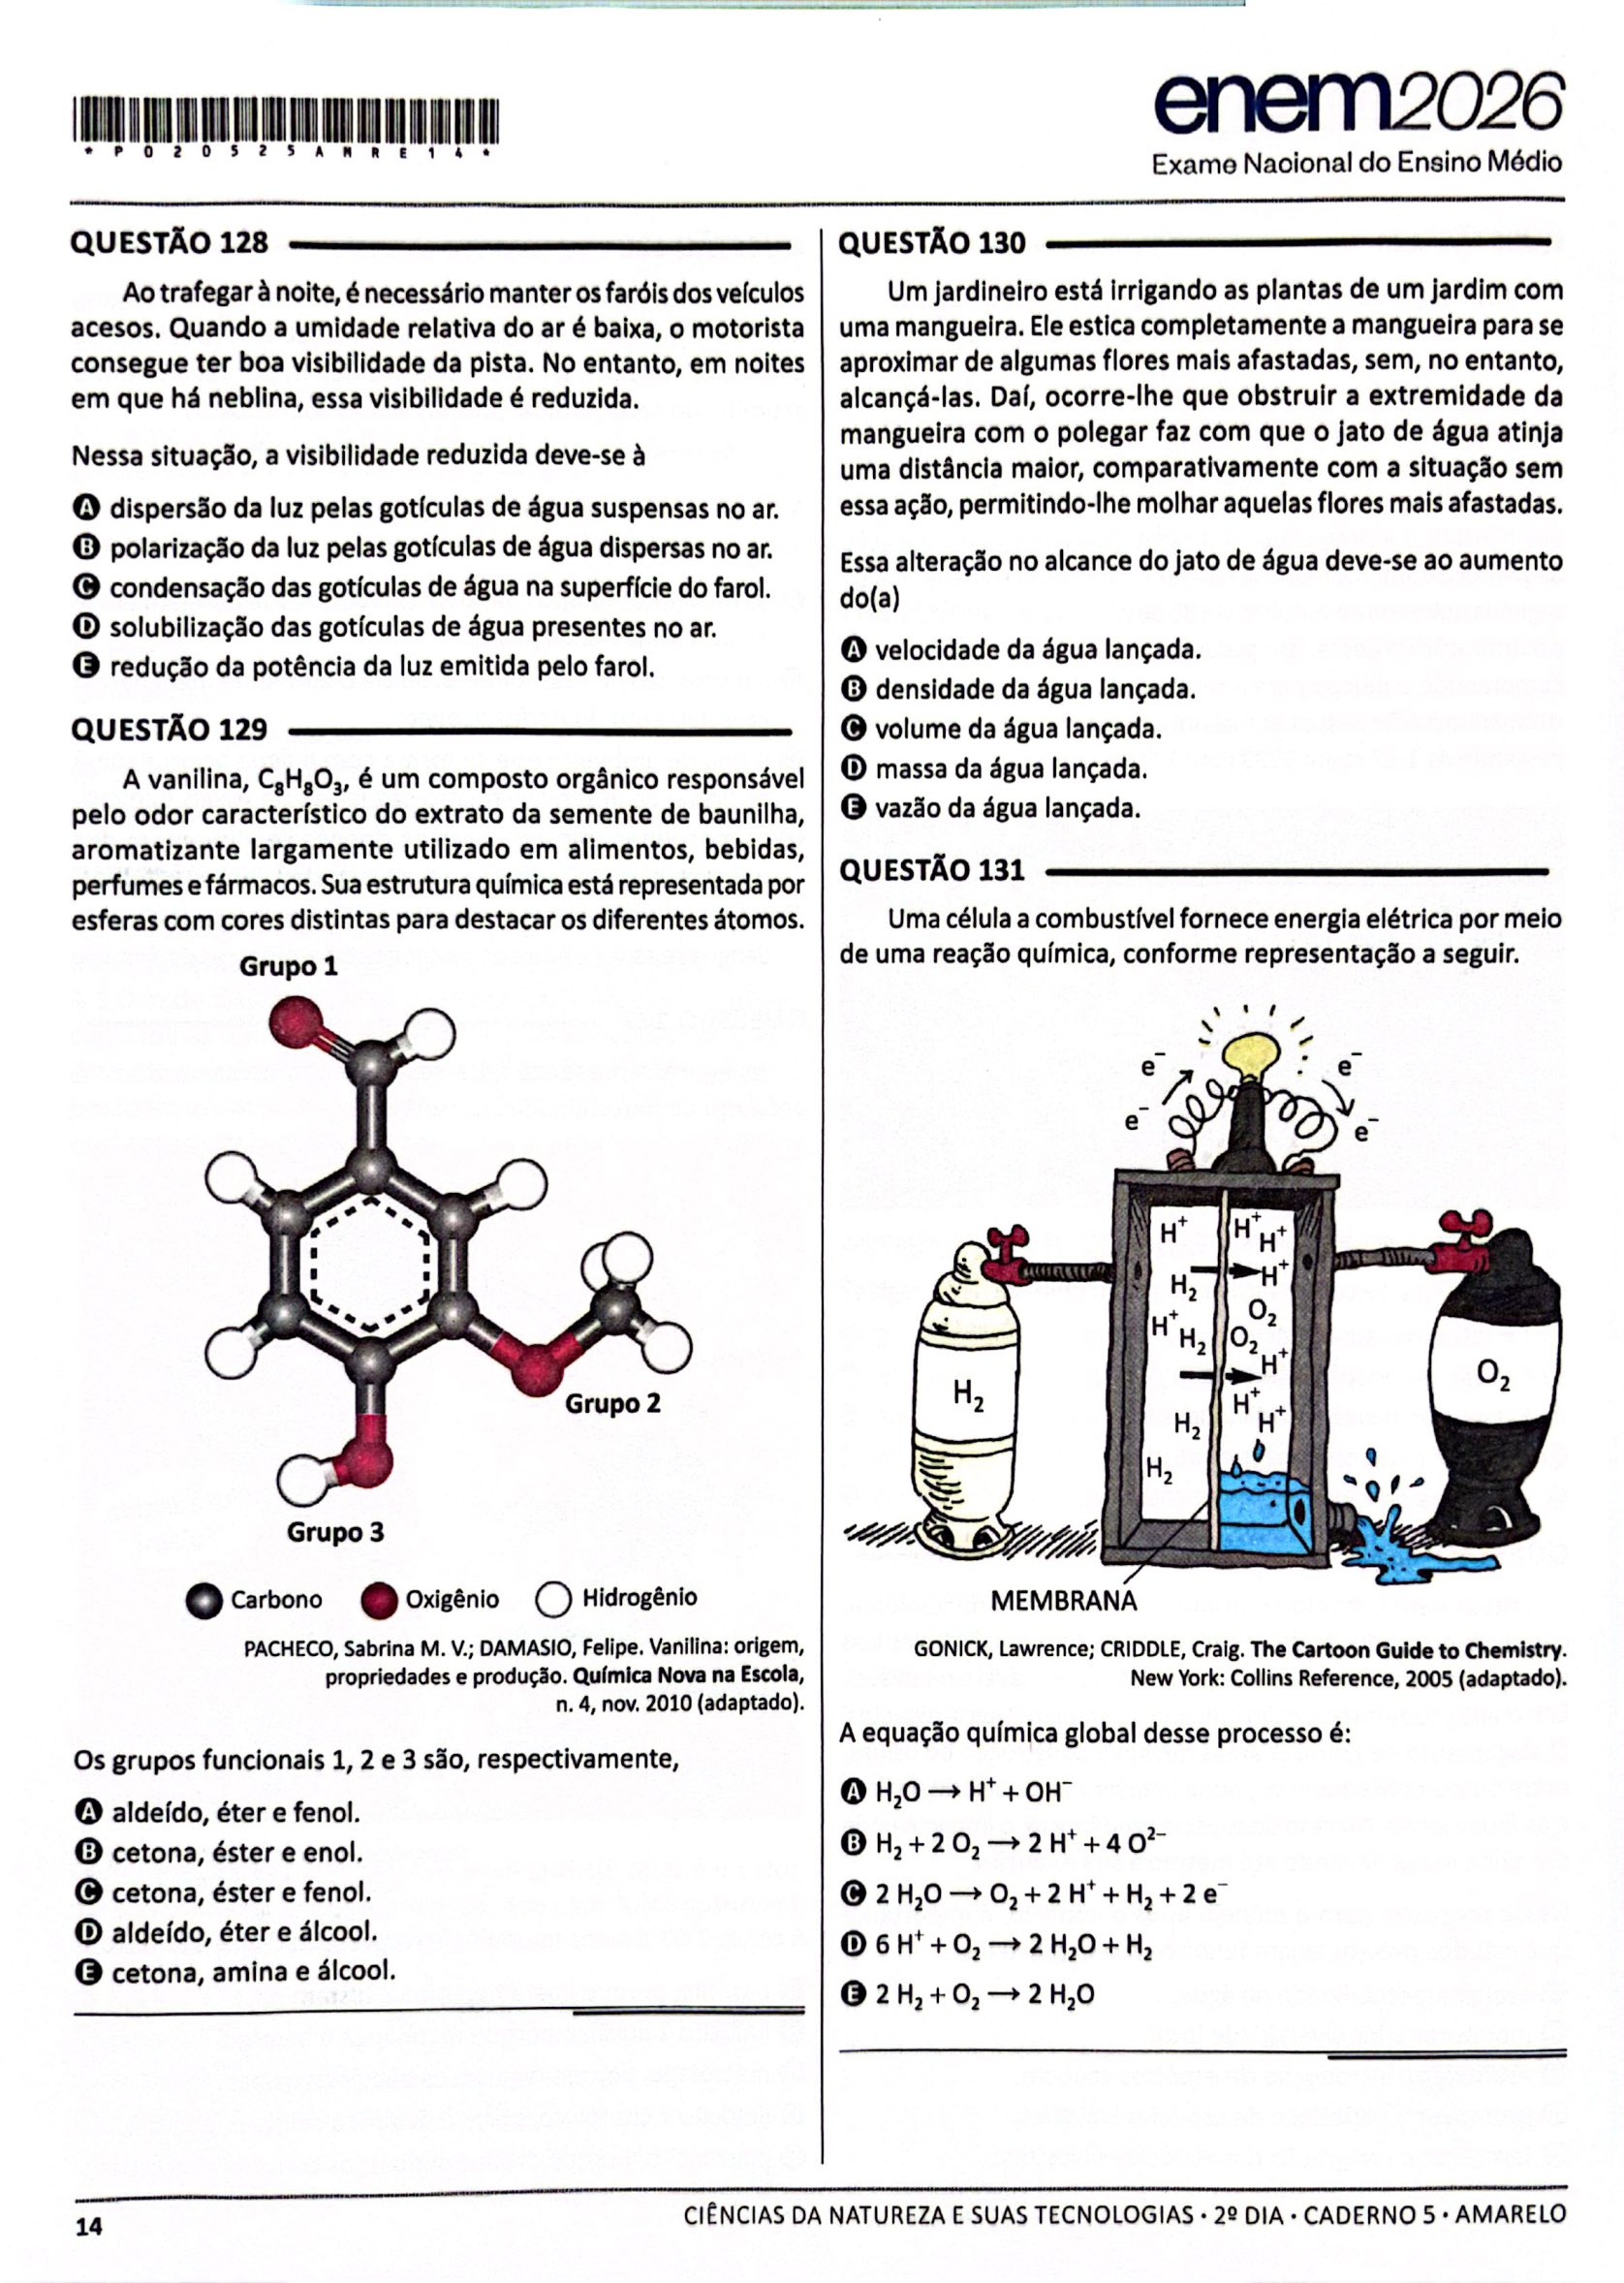 enem2026
Exame Nacional do Ensino Médio
* P 0 2 0 5 2 5 A M R E 1 4 *
QUESTÃO 128
Ao trafegar à noite, é necessário manter os faróis dos veículos
acesos. Quando a umidade relativa do ar é baixa, o motorista
consegue ter boa visibilidade da pista. No entanto, em noites
em que há neblina, essa visibilidade é reduzida.
Nessa situação, a visibilidade reduzida deve-se à
A dispersão da luz pelas gotículas de água suspensas no ar.
B polarização da luz pelas gotículas de água dispersas no ar.
C condensação das gotículas de água na superfície do farol.
D solubilização das gotículas de água presentes no ar.
E redução da potência da luz emitida pelo farol.
QUESTÃO 129
A vanilina, C₈H₈O₃, é um composto orgânico responsável
pelo odor característico do extrato da semente de baunilha,
aromatizante largamente utilizado em alimentos, bebidas,
perfumes e fármacos. Sua estrutura química está representada por
esferas com cores distintas para destacar os diferentes átomos.
Grupo 1
Grupo 2
Grupo 3
Carbono Oxigênio Hidrogênio
PACHECO, Sabrina M. V.; DAMASIO, Felipe. Vanilina: origem,
propriedades e produção. Química Nova na Escola,
n. 4, nov. 2010 (adaptado).
Os grupos funcionais 1, 2 e 3 são, respectivamente,
A aldeído, éter e fenol.
B cetona, éster e enol.
C cetona, éster e fenol.
D aldeído, éter e álcool.
E cetona, amina e álcool.
QUESTÃO 130
Um jardineiro está irrigando as plantas de um jardim com
uma mangueira. Ele estica completamente a mangueira para se
aproximar de algumas flores mais afastadas, sem, no entanto,
alcançá-las. Daí, ocorre-lhe que obstruir a extremidade da
mangueira com o polegar faz com que o jato de água atinja
uma distância maior, comparativamente com a situação sem
essa ação, permitindo-lhe molhar aquelas flores mais afastadas.
Essa alteração no alcance do jato de água deve-se ao aumento
do(a)
A velocidade da água lançada.
B densidade da água lançada.
C volume da água lançada.
D massa da água lançada.
E vazão da água lançada.
QUESTÃO 131
Uma célula a combustível fornece energia elétrica por meio
de uma reação química, conforme representação a seguir.
e⁻ e⁻
e⁻ e⁻
H⁺ H⁺ H⁺
H₂ H⁺
O₂
H⁺ H₂ O₂
H⁺
H₂ H⁺ H⁺
H₂
H₂
O₂
MEMBRANA
GONICK, Lawrence; CRIDDLE, Craig. The Cartoon Guide to Chemistry.
New York: Collins Reference, 2005 (adaptado).
A equação química global desse processo é:
A H₂O → H⁺ + OH⁻
B H₂ + 2 O₂ → 2 H⁺ + 4 O²⁻
C 2 H₂O → O₂ + 2 H⁺ + H₂ + 2 e⁻
D 6 H⁺ + O₂ → 2 H₂O + H₂
E 2 H₂ + O₂ → 2 H₂O
14
CIÊNCIAS DA NATUREZA E SUAS TECNOLOGIAS • 2º DIA • CADERNO 5 • AMARELO